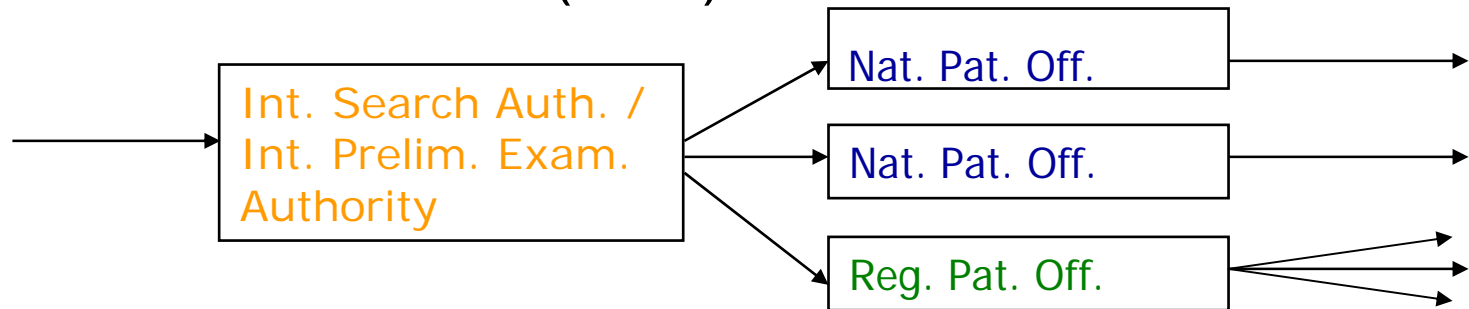 Int. Search Auth. /
Int. Prelim. Exam.
Authority
Nat. Pat. Off.
Nat. Pat. Off.
Reg. Pat. Off.